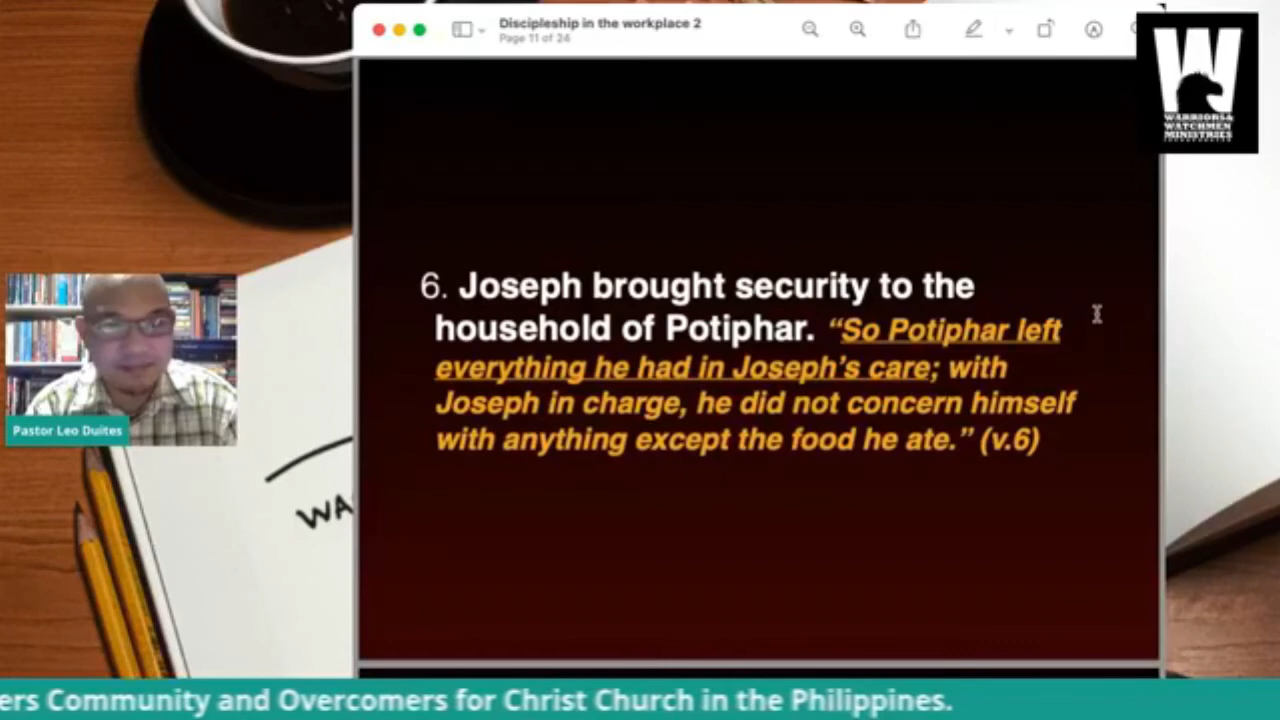 Discipleship in the workplace 2
Page 11 of 24
WARRIORS&
WATCHMEN
MINISTRIES
INCORPORATED
6. Joseph brought security to the
household of Potiphar. “So Potiphar left
everything he had in Joseph’s care; with
Joseph in charge, he did not concern himself
with anything except the food he ate.” (v.6)
Pastor Leo Duites
WA
ers Community and Overcomers for Christ Church in the Philippines.